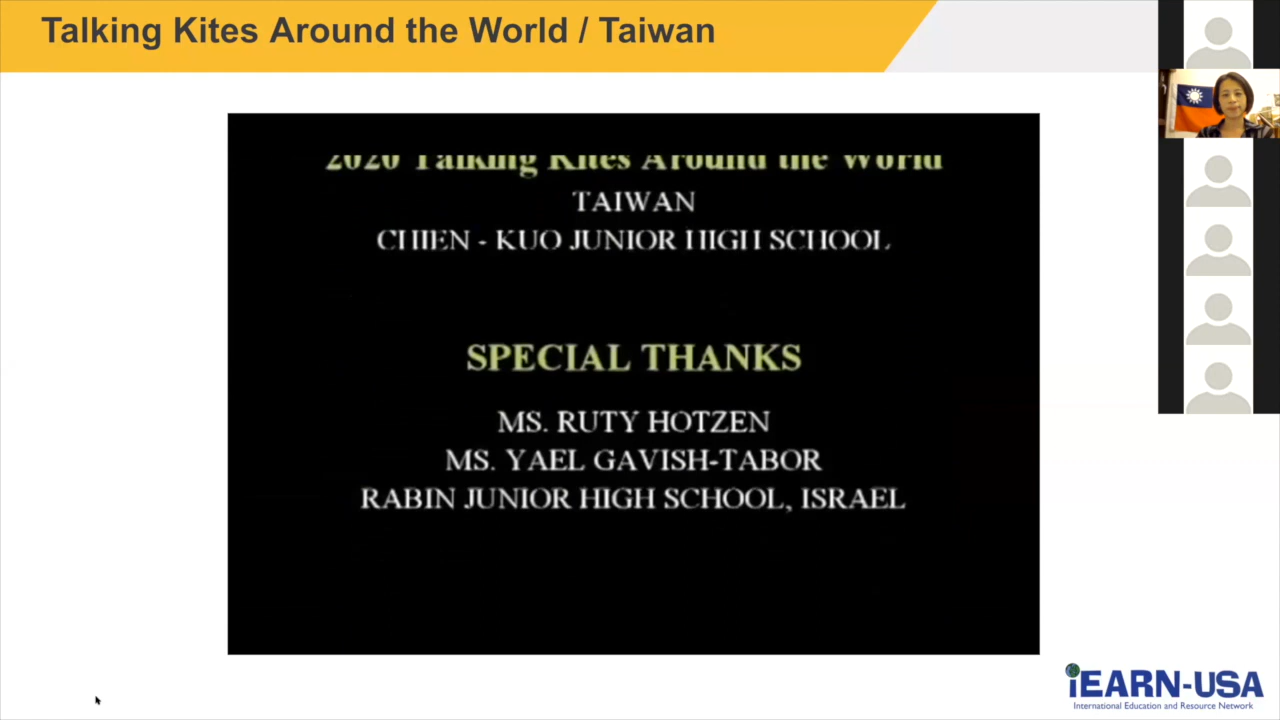 Talking Kites Around the World / Taiwan
2020 Talking Kites Around the World
TAIWAN
CHIEN - KUO JUNIOR HIGH SCHOOL
SPECIAL THANKS
MS. RUTY HOTZEN
MS. YAEL GAVISH-TABOR
RABIN JUNIOR HIGH SCHOOL, ISRAEL
iEARN-USA
International Education and Resource Network